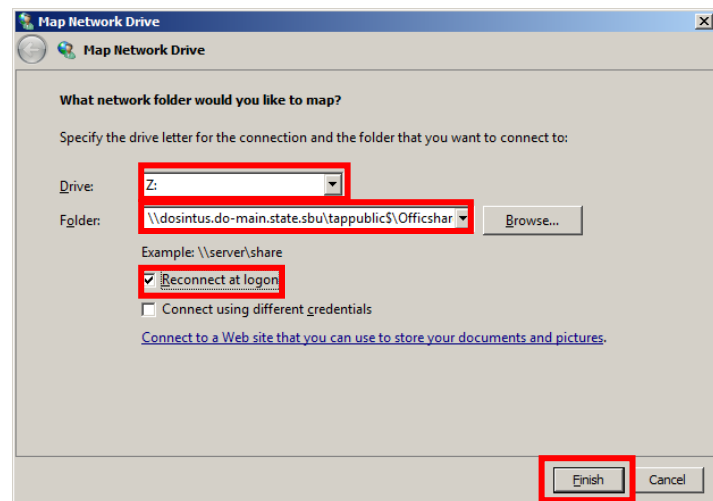 Map Network Drive
Map Network Drive
What network folder would you like to map?
Specify the drive letter for the connection and the folder that you want to connect to:
Drive: Z:
Folder: \\dosintus.do-main.state.sbu\tappublic$\Officshar Browse...
Example: \\server\share
Reconnect at logon
Connect using different credentials
Connect to a Web site that you can use to store your documents and pictures.
Finish Cancel